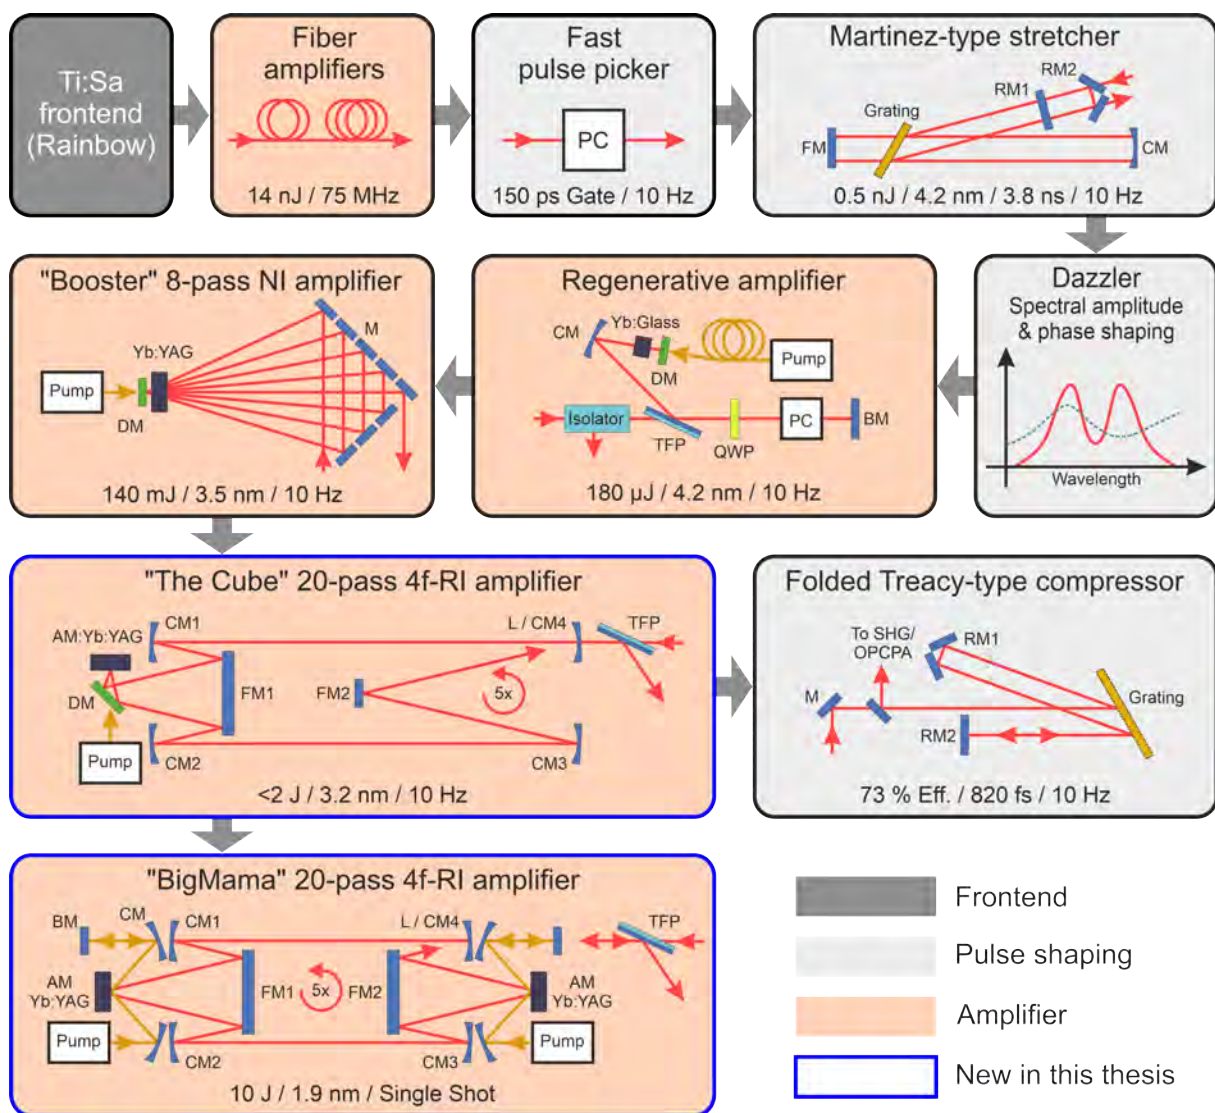 Ti:Sa
frontend
(Rainbow)
Fiber
amplifiers
14 nJ / 75 MHz
Fast
pulse picker
PC
150 ps Gate / 10 Hz
Martinez-type stretcher
RM2
RM1
Grating
FM
CM
0.5 nJ / 4.2 nm / 3.8 ns / 10 Hz
"Booster" 8-pass NI amplifier
M
Yb:YAG
Pump
DM
140 mJ / 3.5 nm / 10 Hz
Regenerative amplifier
CM
Yb:Glass
DM
Pump
Isolator
TFP
QWP
PC
BM
180 µJ / 4.2 nm / 10 Hz
Dazzler
Spectral amplitude
& phase shaping
Wavelength
"The Cube" 20-pass 4f-RI amplifier
CM1
L / CM4
TFP
AM:Yb:YAG
DM
FM1
FM2
5x
Pump
CM2
CM3
<2 J / 3.2 nm / 10 Hz
Folded Treacy-type compressor
To SHG/
OPCPA
RM1
M
Grating
RM2
73 % Eff. / 820 fs / 10 Hz
"BigMama" 20-pass 4f-RI amplifier
BM
CM
CM1
L / CM4
TFP
AM
Yb:YAG
FM1
5x
FM2
AM
Yb:YAG
Pump
CM2
CM3
Pump
10 J / 1.9 nm / Single Shot
Frontend
Pulse shaping
Amplifier
New in this thesis